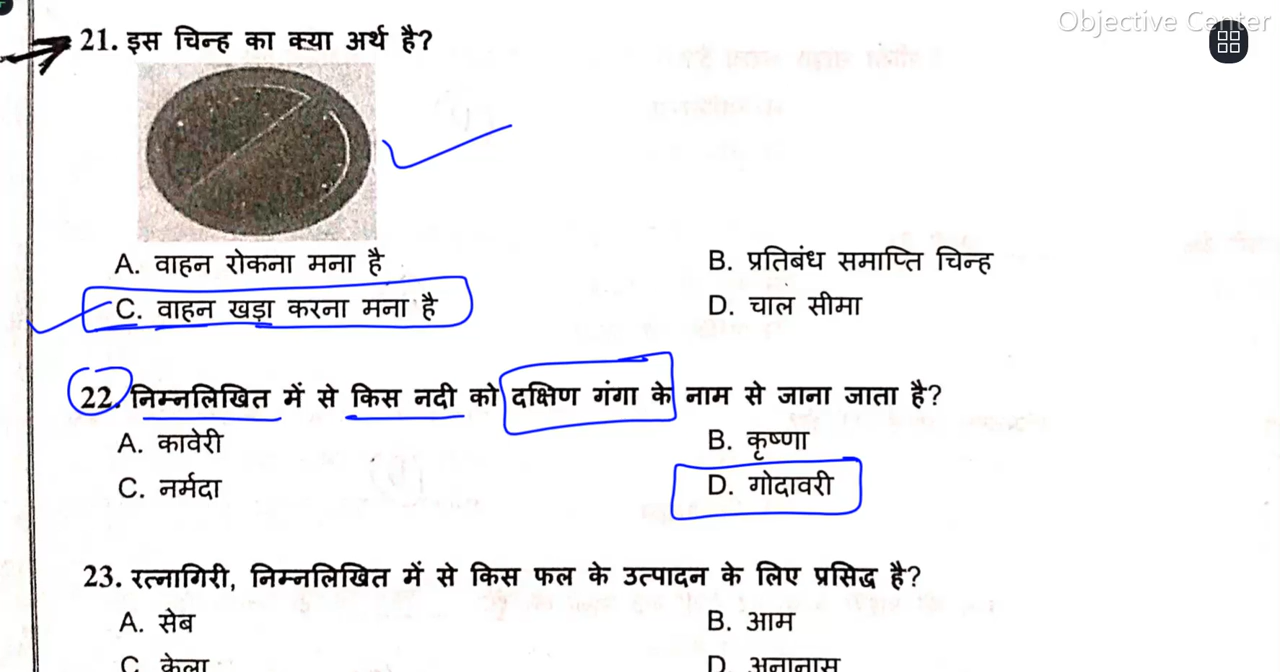 Objective Center
21. इस चिन्ह का क्या अर्थ है?
A. वाहन रोकना मना है
B. प्रतिबंध समाप्ति चिन्ह
C. वाहन खड़ा करना मना है
D. चाल सीमा
22. निम्नलिखित में से किस नदी को दक्षिण गंगा के नाम से जाना जाता है?
A. कावेरी
B. कृष्णा
C. नर्मदा
D. गोदावरी
23. रत्नागिरी, निम्नलिखित में से किस फल के उत्पादन के लिए प्रसिद्ध है?
A. सेब
B. आम
C. केला
D. अनानास